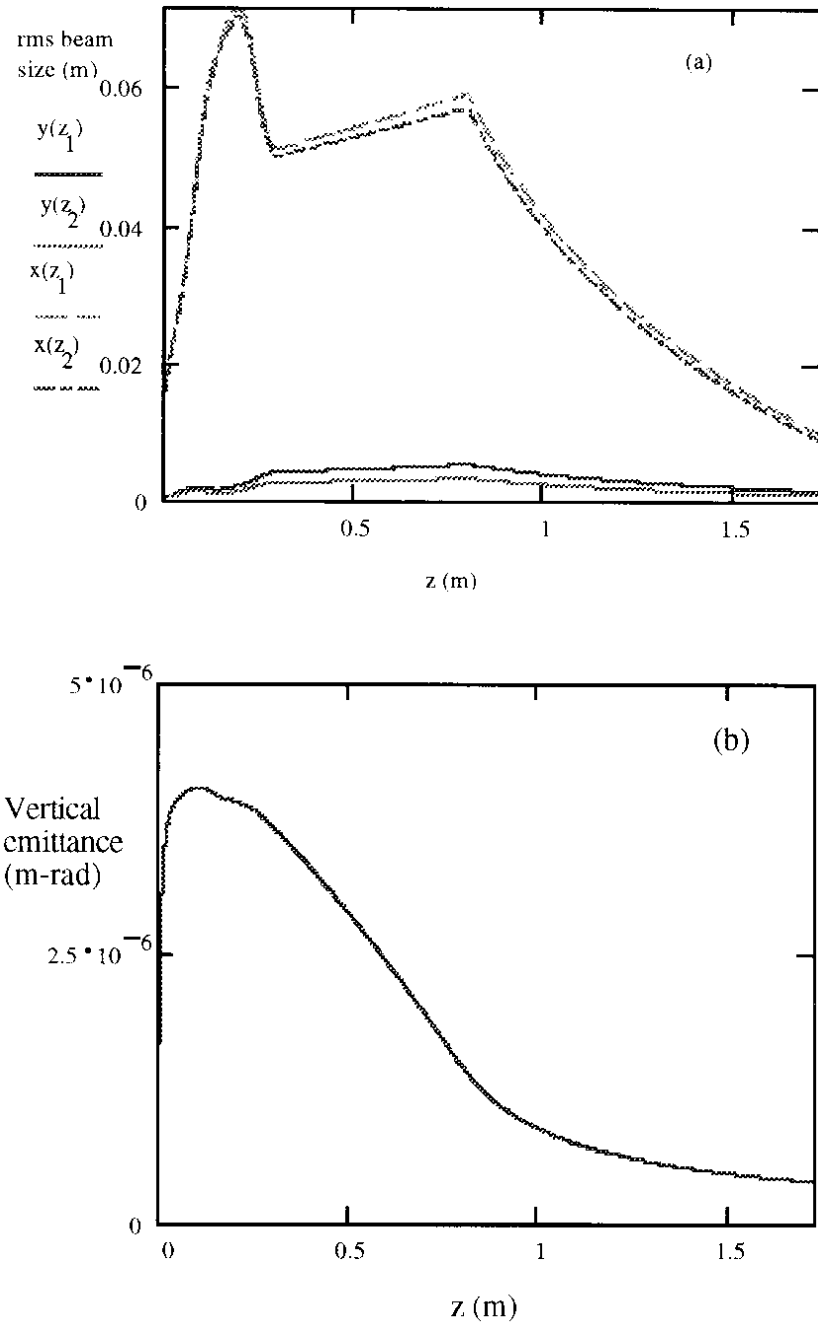 rms beam
size (m)
(a)
0.06
y(z1)
y(z2)
0.04
x(z1)
x(z2)
0.02
0
0.5
1
1.5
z (m)
5•10−6
(b)
Vertical
emittance
(m-rad)
2.5•10−6
0
0
0.5
1
1.5
z (m)